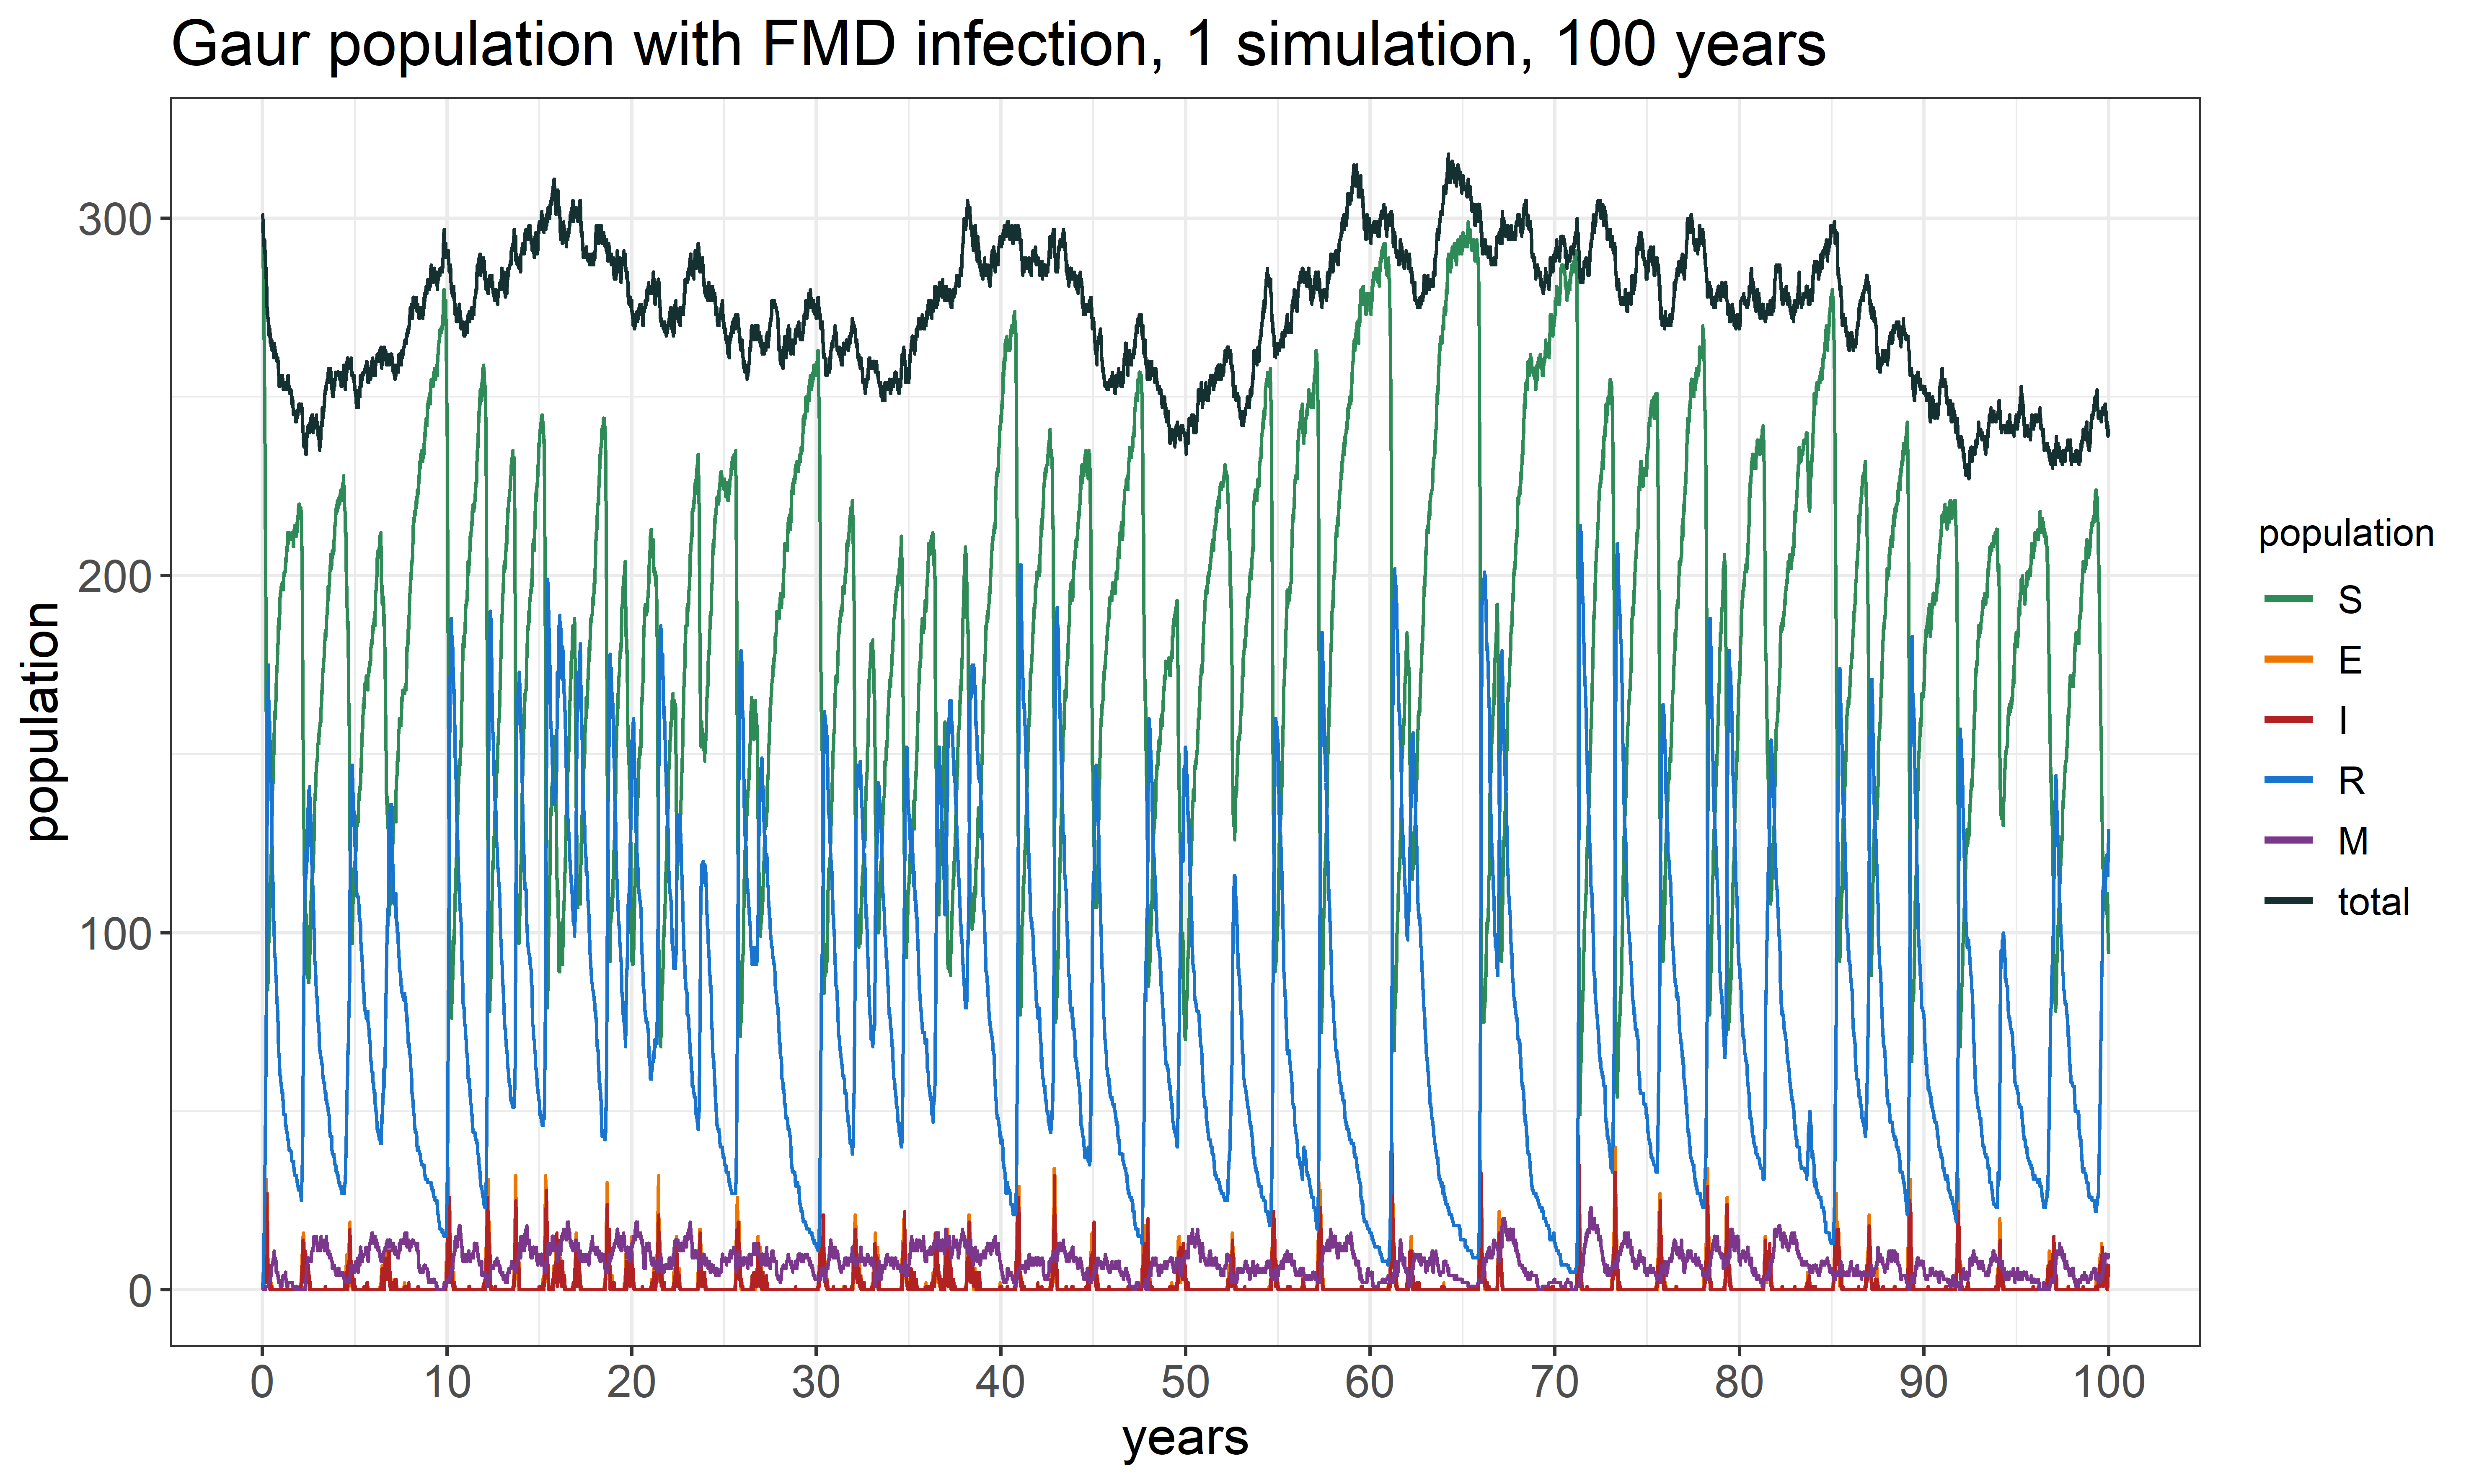 Gaur population with FMD infection, 1 simulation, 100 years
300
200
100
0
population
0 10 20 30 40 50 60 70 80 90 100
years
population
S
E
I
R
M
total